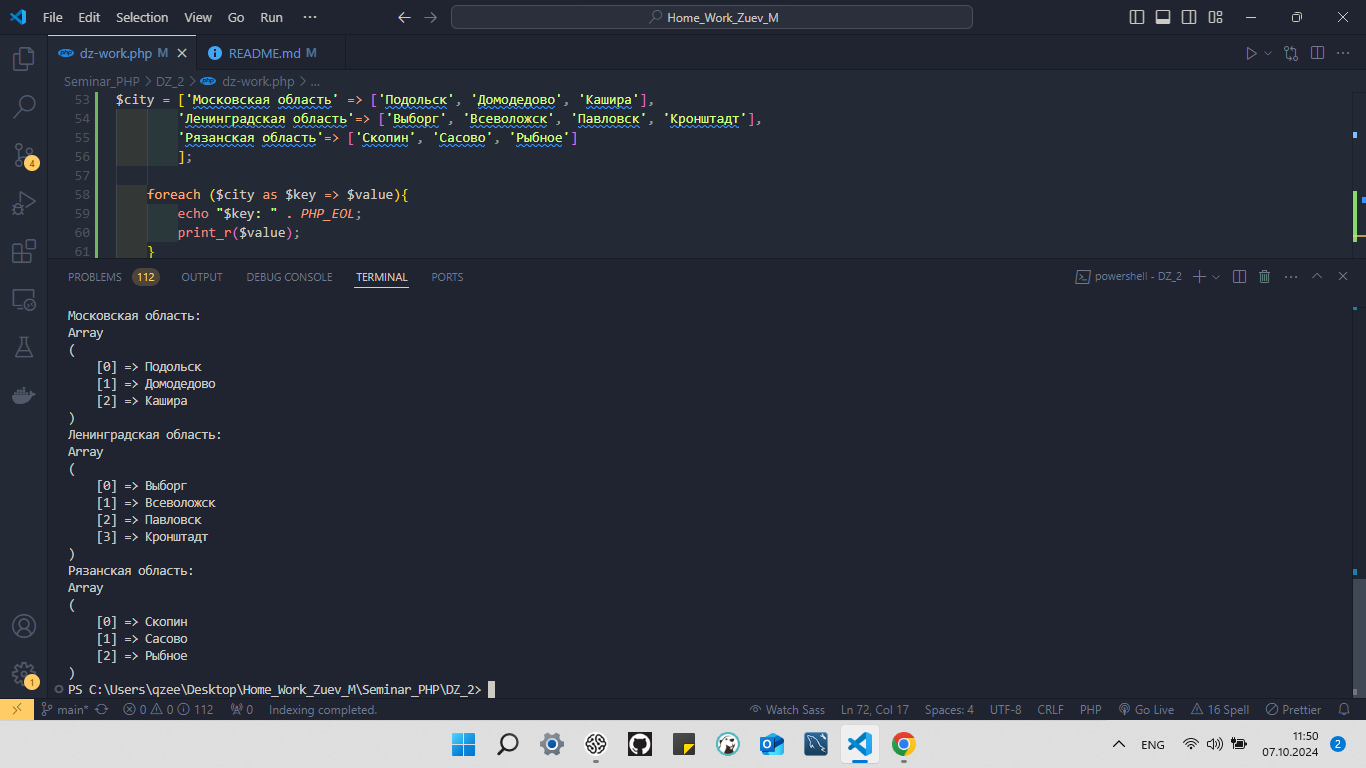 File Edit Selection View Go Run ··· Home_Work_Zuev_M
dz-work.php M README.md M
Seminar_PHP > DZ_2 > dz-work.php > ...
53 $city = ['Московская область' => ['Подольск', 'Домодедово', 'Кашира'],
54 'Ленинградская область'=> ['Выборг', 'Всеволожск', 'Павловск', 'Кронштадт'],
55 'Рязанская область'=> ['Скопин', 'Сасово', 'Рыбное']
56 ];
57
58 foreach ($city as $key => $value){
59 echo "$key: " . PHP_EOL;
60 print_r($value);
61 }
PROBLEMS 112 OUTPUT DEBUG CONSOLE TERMINAL PORTS powershell - DZ_2
Московская область:
Array
(
[0] => Подольск
[1] => Домодедово
[2] => Кашира
)
Ленинградская область:
Array
(
[0] => Выборг
[1] => Всеволожск
[2] => Павловск
[3] => Кронштадт
)
Рязанская область:
Array
(
[0] => Скопин
[1] => Сасово
[2] => Рыбное
)
PS C:\Users\qzee\Desktop\Home_Work_Zuev_M\Seminar_PHP\DZ_2>
4
1
main* 0 0 112 0 Indexing completed. Watch Sass Ln 72, Col 17 Spaces: 4 UTF-8 CRLF PHP Go Live 16 Spell Prettier
ENG 11:50
07.10.2024 2